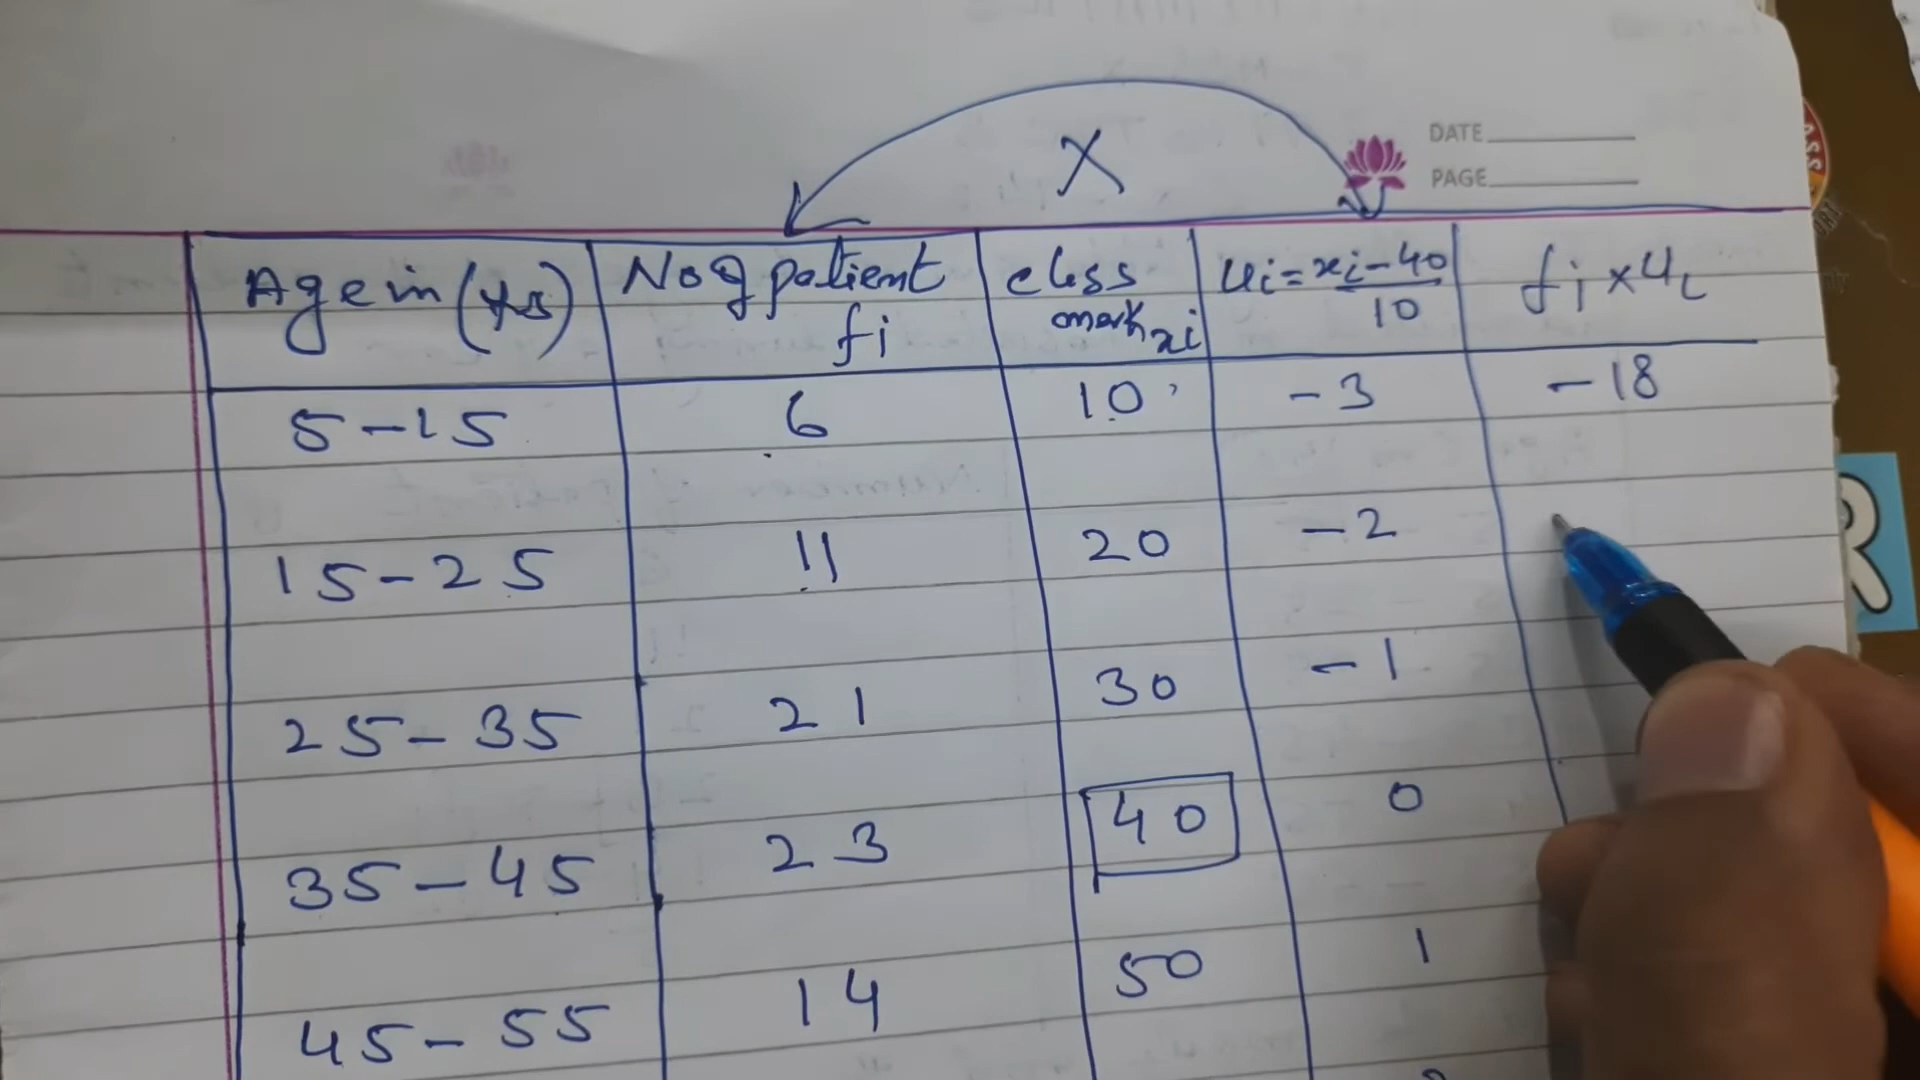 X
DATE
PAGE
Age in (yrs) No of patient fi class mark xi ui = xi - 40 / 10 fi × ui
5 - 15 6 10 - 3 - 18
15 - 25 11 20 - 2
25 - 35 21 30 - 1
35 - 45 23 40 0
45 - 55 14 50 1
R